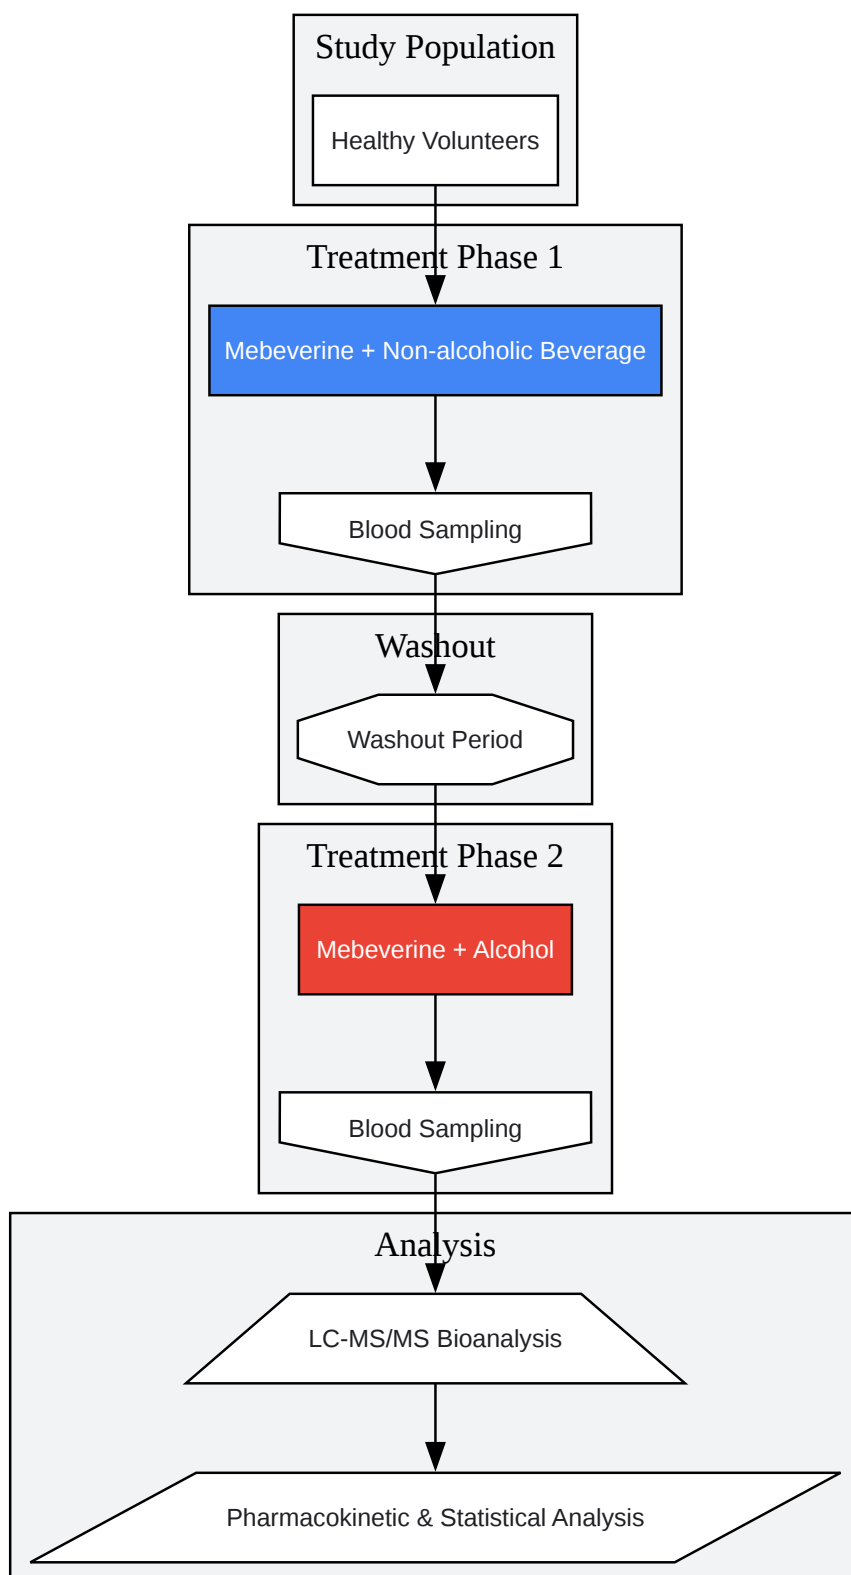 Study Population
Healthy Volunteers
Treatment Phase 1
Mebeverine + Non-alcoholic Beverage
Blood Sampling
Washout
Washout Period
Treatment Phase 2
Mebeverine + Alcohol
Blood Sampling
Analysis
LC-MS/MS Bioanalysis
Pharmacokinetic & Statistical Analysis